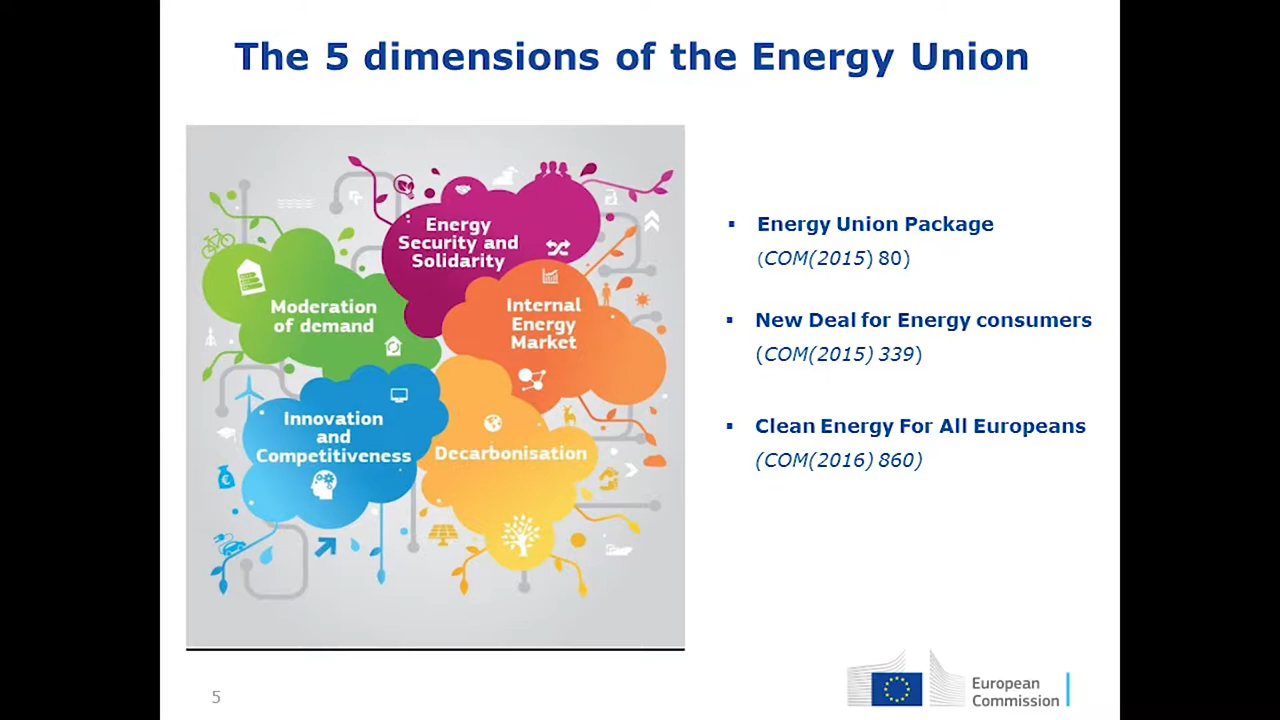 The 5 dimensions of the Energy Union
Energy
Security and
Solidarity
Moderation
of demand
Internal
Energy
Market
Innovation
and
Competitiveness
Decarbonisation
▪ Energy Union Package
(COM(2015) 80)
▪ New Deal for Energy consumers
(COM(2015) 339)
▪ Clean Energy For All Europeans
(COM(2016) 860)
5
European
Commission